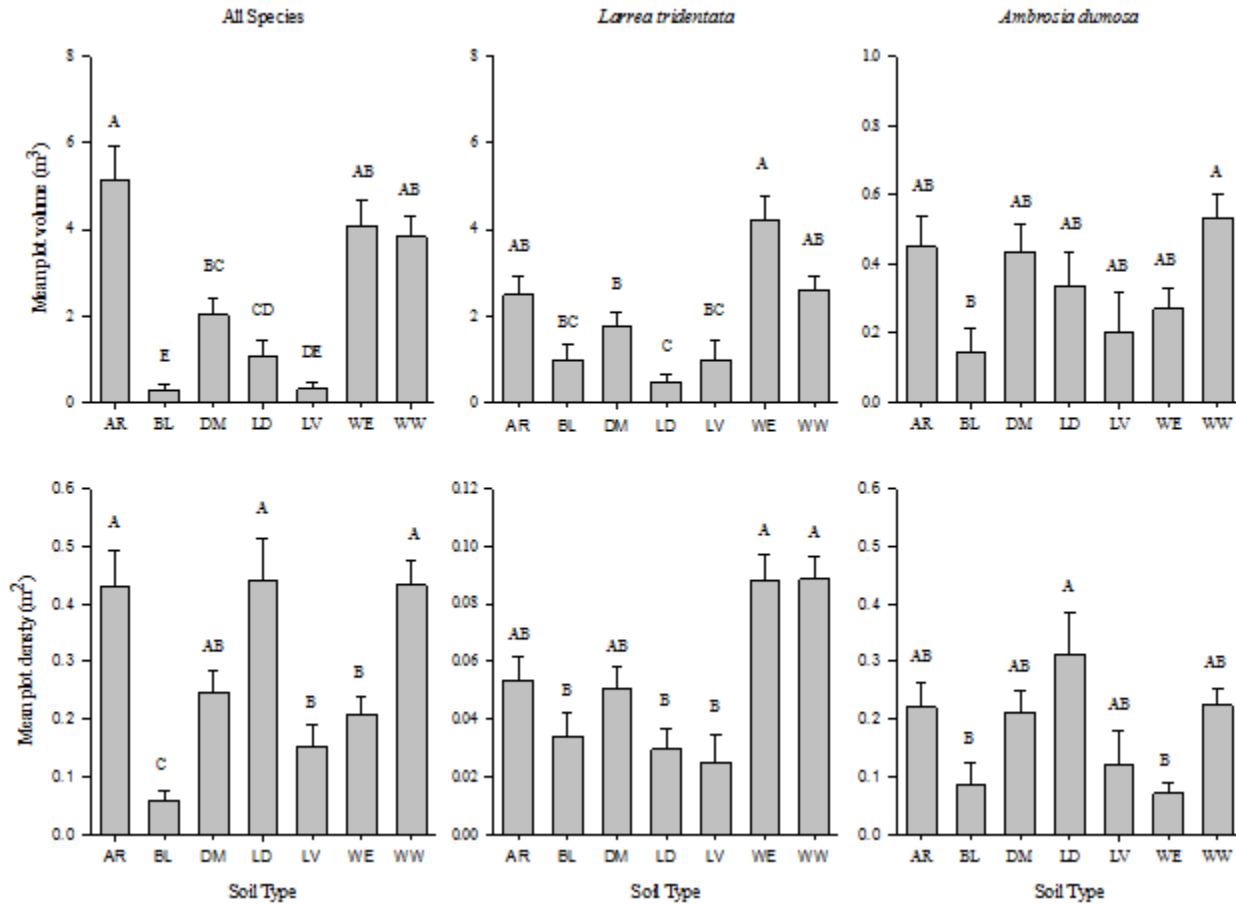 All Species
Larrea tridentata
Ambrosia dumosa
8
6
4
2
0
Mean plot volume (m³)
A
E
BC
CD
DE
AB
AB
AR BL DM LD LV WE WW
8
6
4
2
0
AB
BC
B
C
BC
A
AB
AR BL DM LD LV WE WW
1.0
0.8
0.6
0.4
0.2
0.0
AB
B
AB
AB
AB
AB
A
AR BL DM LD LV WE WW
0.6
0.5
0.4
0.3
0.2
0.1
0.0
Mean plot density (m²)
A
C
AB
A
B
B
A
AR BL DM LD LV WE WW
Soil Type
0.12
0.10
0.08
0.06
0.04
0.02
0.00
AB
B
AB
B
B
A
A
AR BL DM LD LV WE WW
Soil Type
0.6
0.5
0.4
0.3
0.2
0.1
0.0
AB
B
AB
A
AB
B
AB
AR BL DM LD LV WE WW
Soil Type